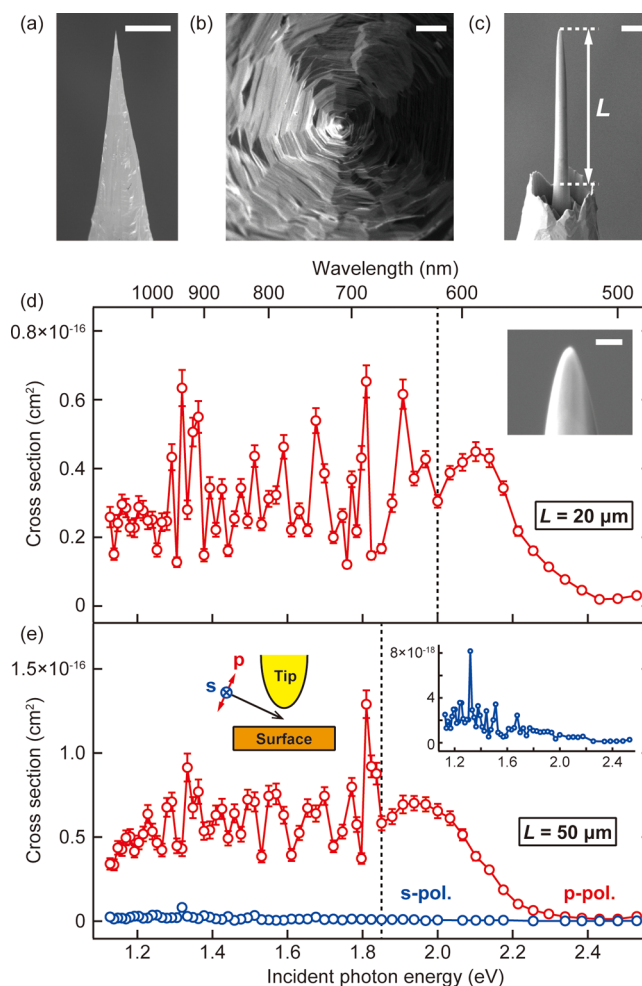 (a)
(b)
(c)
L
Wavelength (nm)
1000 900 800 700 600 500
(d)
0.8×10⁻¹⁶
0.6
0.4
0.2
0
Cross section (cm²)
L = 20 μm
(e)
1.5×10⁻¹⁶
1.0
0.5
0
Cross section (cm²)
p
s
Tip
Surface
8×10⁻¹⁸
4
0
1.2 1.6 2.0 2.4
L = 50 μm
s-pol.
p-pol.
1.2 1.4 1.6 1.8 2.0 2.2 2.4
Incident photon energy (eV)